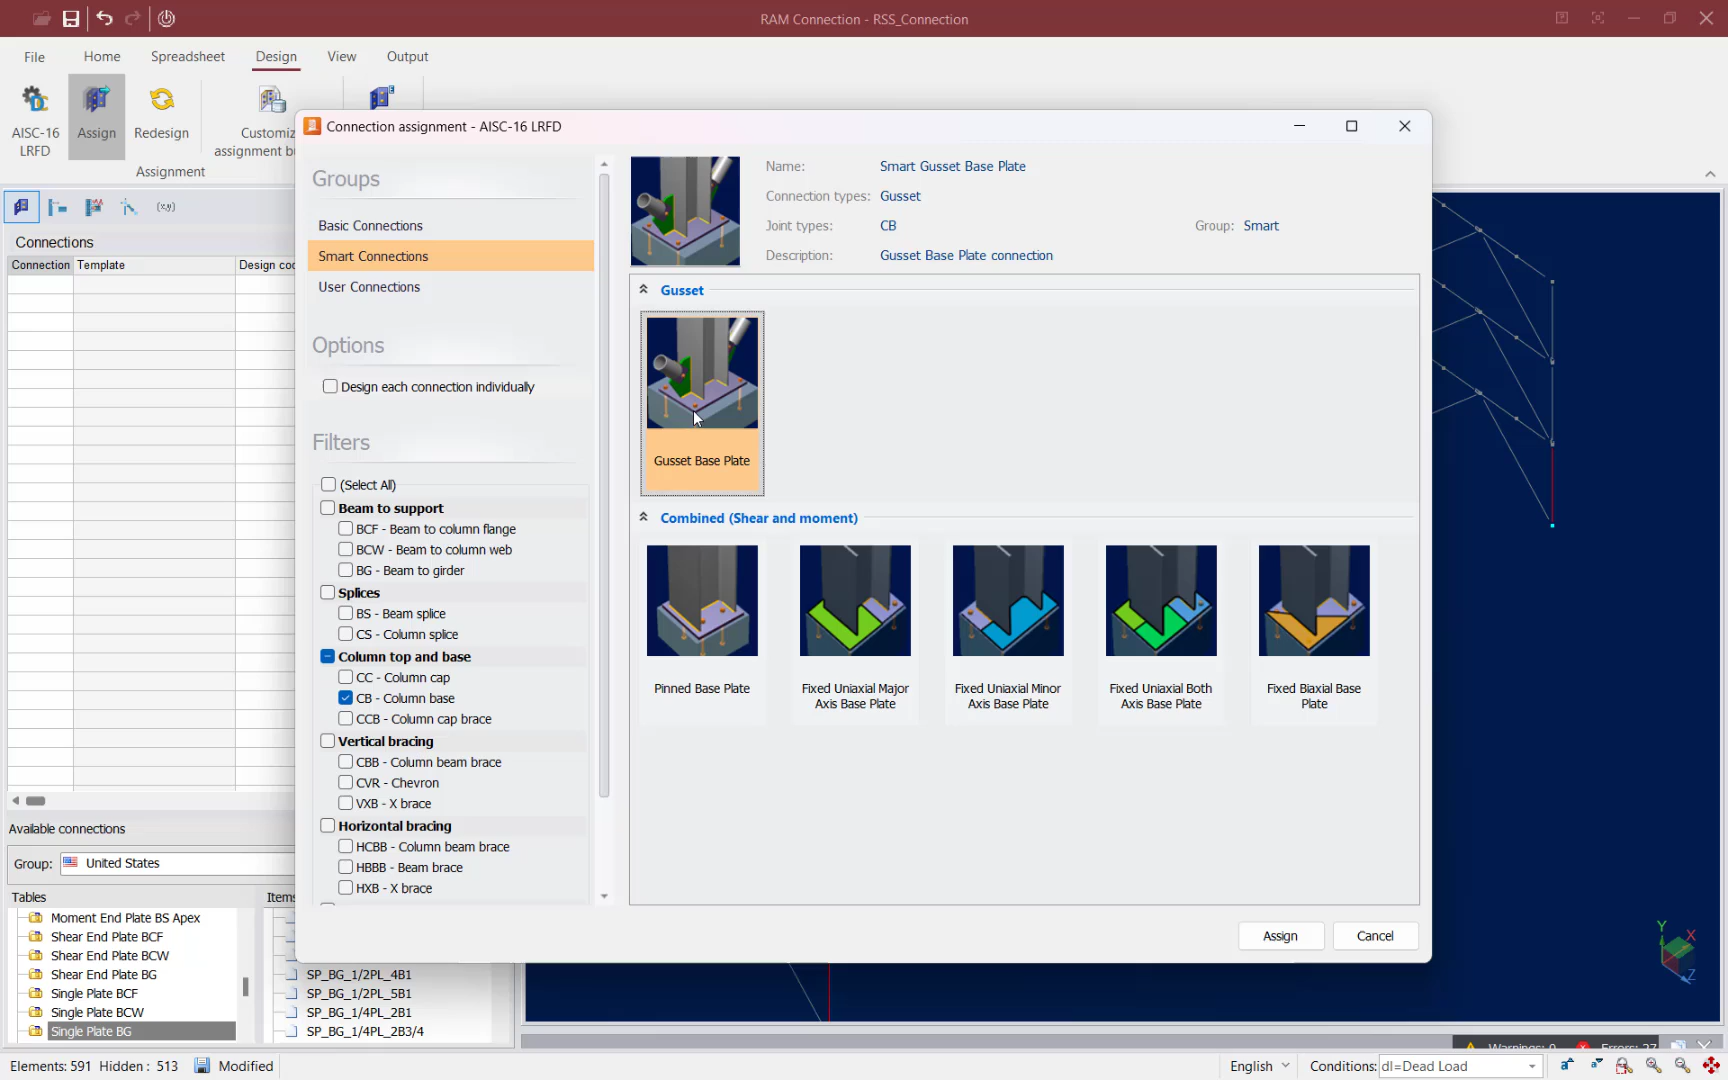 RAM Connection - RSS_Connection
File
Home
Spreadsheet
Design
View
Output
AISC-16
LRFD
Assign
Redesign
Customiz
assignment bu
Assignment
Connections
Connection
Template
Design coo
Available connections
Group:
United States
Tables
Items
Moment End Plate BS Apex
Shear End Plate BCF
Shear End Plate BCW
Shear End Plate BG
Single Plate BCF
Single Plate BCW
Single Plate BG
SP_BG_1/2PL_4B1
SP_BG_1/2PL_5B1
SP_BG_1/4PL_2B1
SP_BG_1/4PL_2B3/4
Connection assignment - AISC-16 LRFD
Groups
Basic Connections
Smart Connections
User Connections
Options
Design each connection individually
Filters
(Select All)
Beam to support
BCF - Beam to column flange
BCW - Beam to column web
BG - Beam to girder
Splices
BS - Beam splice
CS - Column splice
Column top and base
CC - Column cap
CB - Column base
CCB - Column cap brace
Vertical bracing
CBB - Column beam brace
CVR - Chevron
VXB - X brace
Horizontal bracing
HCBB - Column beam brace
HBBB - Beam brace
HXB - X brace
Name:
Smart Gusset Base Plate
Connection types:
Gusset
Joint types:
CB
Group:
Smart
Description:
Gusset Base Plate connection
Gusset
Gusset Base Plate
Combined (Shear and moment)
Pinned Base Plate
Fixed Uniaxial Major
Axis Base Plate
Fixed Uniaxial Minor
Axis Base Plate
Fixed Uniaxial Both
Axis Base Plate
Fixed Biaxial Base
Plate
Assign
Cancel
Y
X
Z
Warnings: 0
Errors: 27
Elements: 591
Hidden : 513
Modified
English
Conditions:
dl=Dead Load